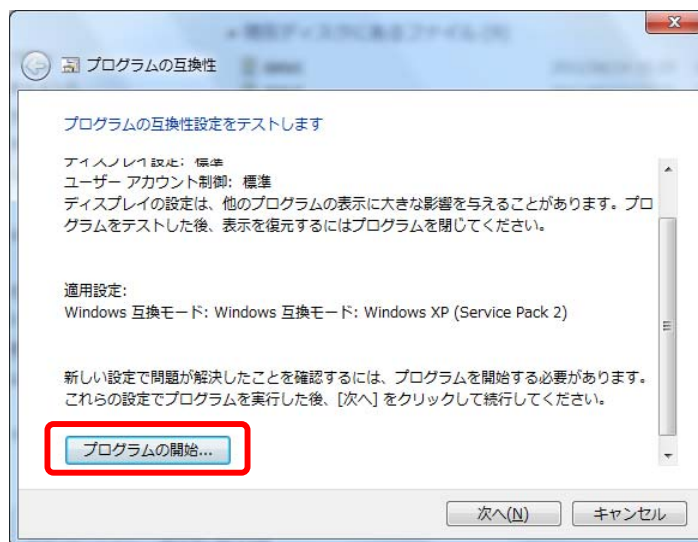 プログラムの互換性
プログラムの互換性設定をテストします
ディスプレイ設定: 標準
ユーザー アカウント制御: 標準
ディスプレイの設定は、他のプログラムの表示に大きな影響を与えることがあります。プロ
グラムをテストした後、表示を復元するにはプログラムを閉じてください。
適用設定:
Windows 互換モード: Windows 互換モード: Windows XP (Service Pack 2)
新しい設定で問題が解決したことを確認するには、プログラムを開始する必要があります。
これらの設定でプログラムを実行した後、[次へ] をクリックして続行してください。
プログラムの開始...
次へ(N)
キャンセル